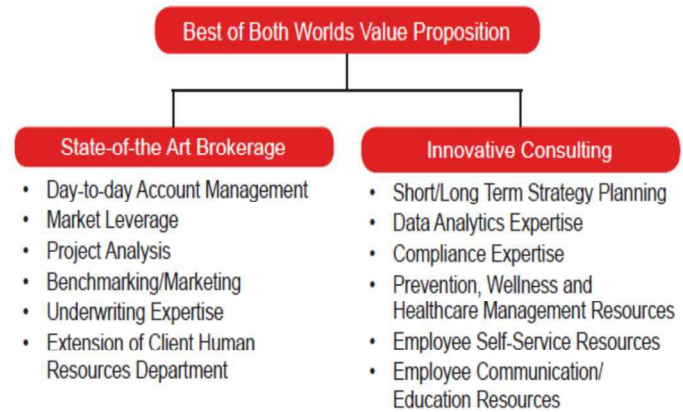 Best of Both Worlds Value Proposition
State-of-the Art Brokerage
• Day-to-day Account Management
• Market Leverage
• Project Analysis
• Benchmarking/Marketing
• Underwriting Expertise
• Extension of Client Human
Resources Department
Innovative Consulting
• Short/Long Term Strategy Planning
• Data Analytics Expertise
• Compliance Expertise
• Prevention, Wellness and
Healthcare Management Resources
• Employee Self-Service Resources
• Employee Communication/
Education Resources